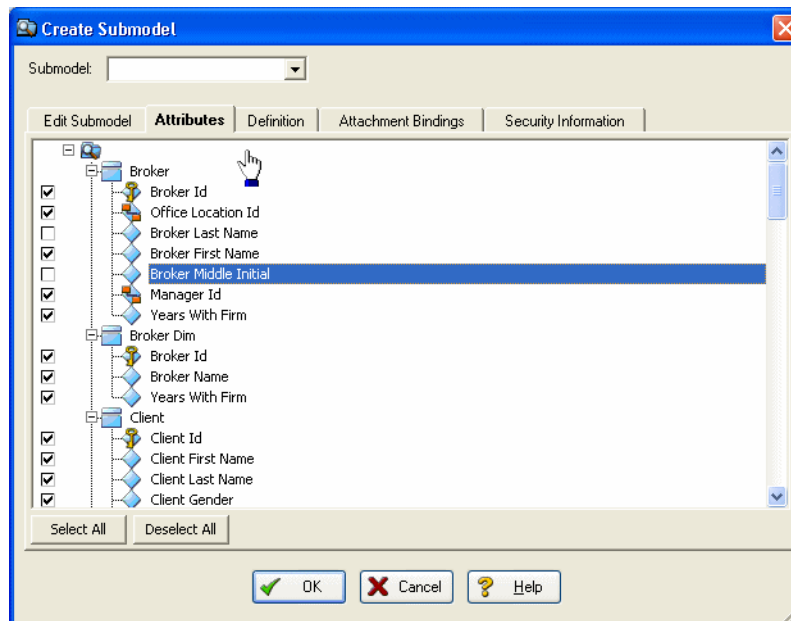 Create Submodel
Submodel:
Edit Submodel Attributes Definition Attachment Bindings Security Information
Broker
Broker Id
Office Location Id
Broker Last Name
Broker First Name
Broker Middle Initial
Manager Id
Years With Firm
Broker Dim
Broker Id
Broker Name
Years With Firm
Client
Client Id
Client First Name
Client Last Name
Client Gender
Select All Deselect All
OK Cancel Help